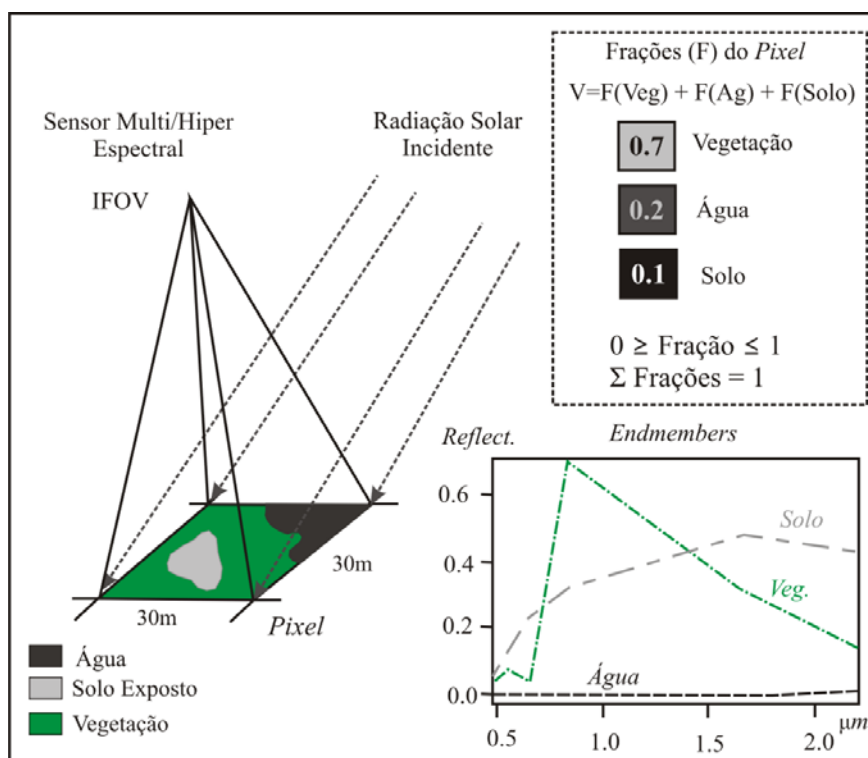 Sensor Multi/Hiper
Espectral
IFOV
Radiação Solar
Incidente
30m
30m
Pixel
Água
Solo Exposto
Vegetação
Frações (F) do Pixel
V=F(Veg) + F(Ag) + F(Solo)
0.7 Vegetação
0.2 Água
0.1 Solo
0 ≥ Fração ≤ 1
Σ Frações = 1
Reflect. Endmembers
0.6
0.4
0.2
0.0
Solo
Veg.
Água
0.5 1.0 1.5 2.0 μm